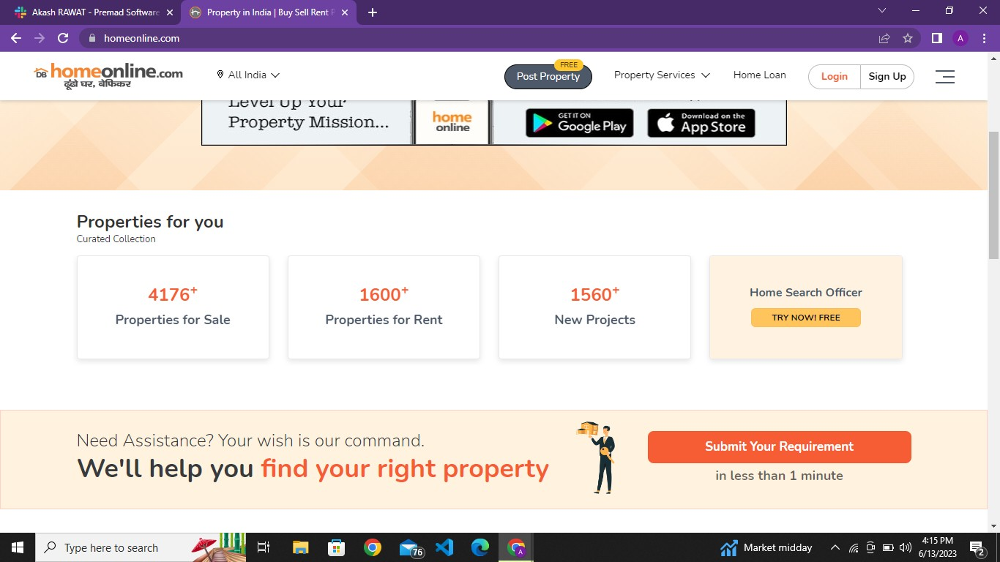 Akash RAWAT - Premad Software
Property in India | Buy Sell Rent P
homeonline.com
A
DB homeonline.com
ढूंढो घर, बेफिकर
All India
FREE
Post Property
Property Services
Home Loan
Login
Sign Up
Level Up Your
Property Mission...
home
online
GET IT ON
Google Play
Download on the
App Store
Properties for you
Curated Collection
4176+
Properties for Sale
1600+
Properties for Rent
1560+
New Projects
Home Search Officer
TRY NOW! FREE
Need Assistance? Your wish is our command.
We'll help you find your right property
Submit Your Requirement
in less than 1 minute
Type here to search
76
A
Market midday
4:15 PM
6/13/2023
2